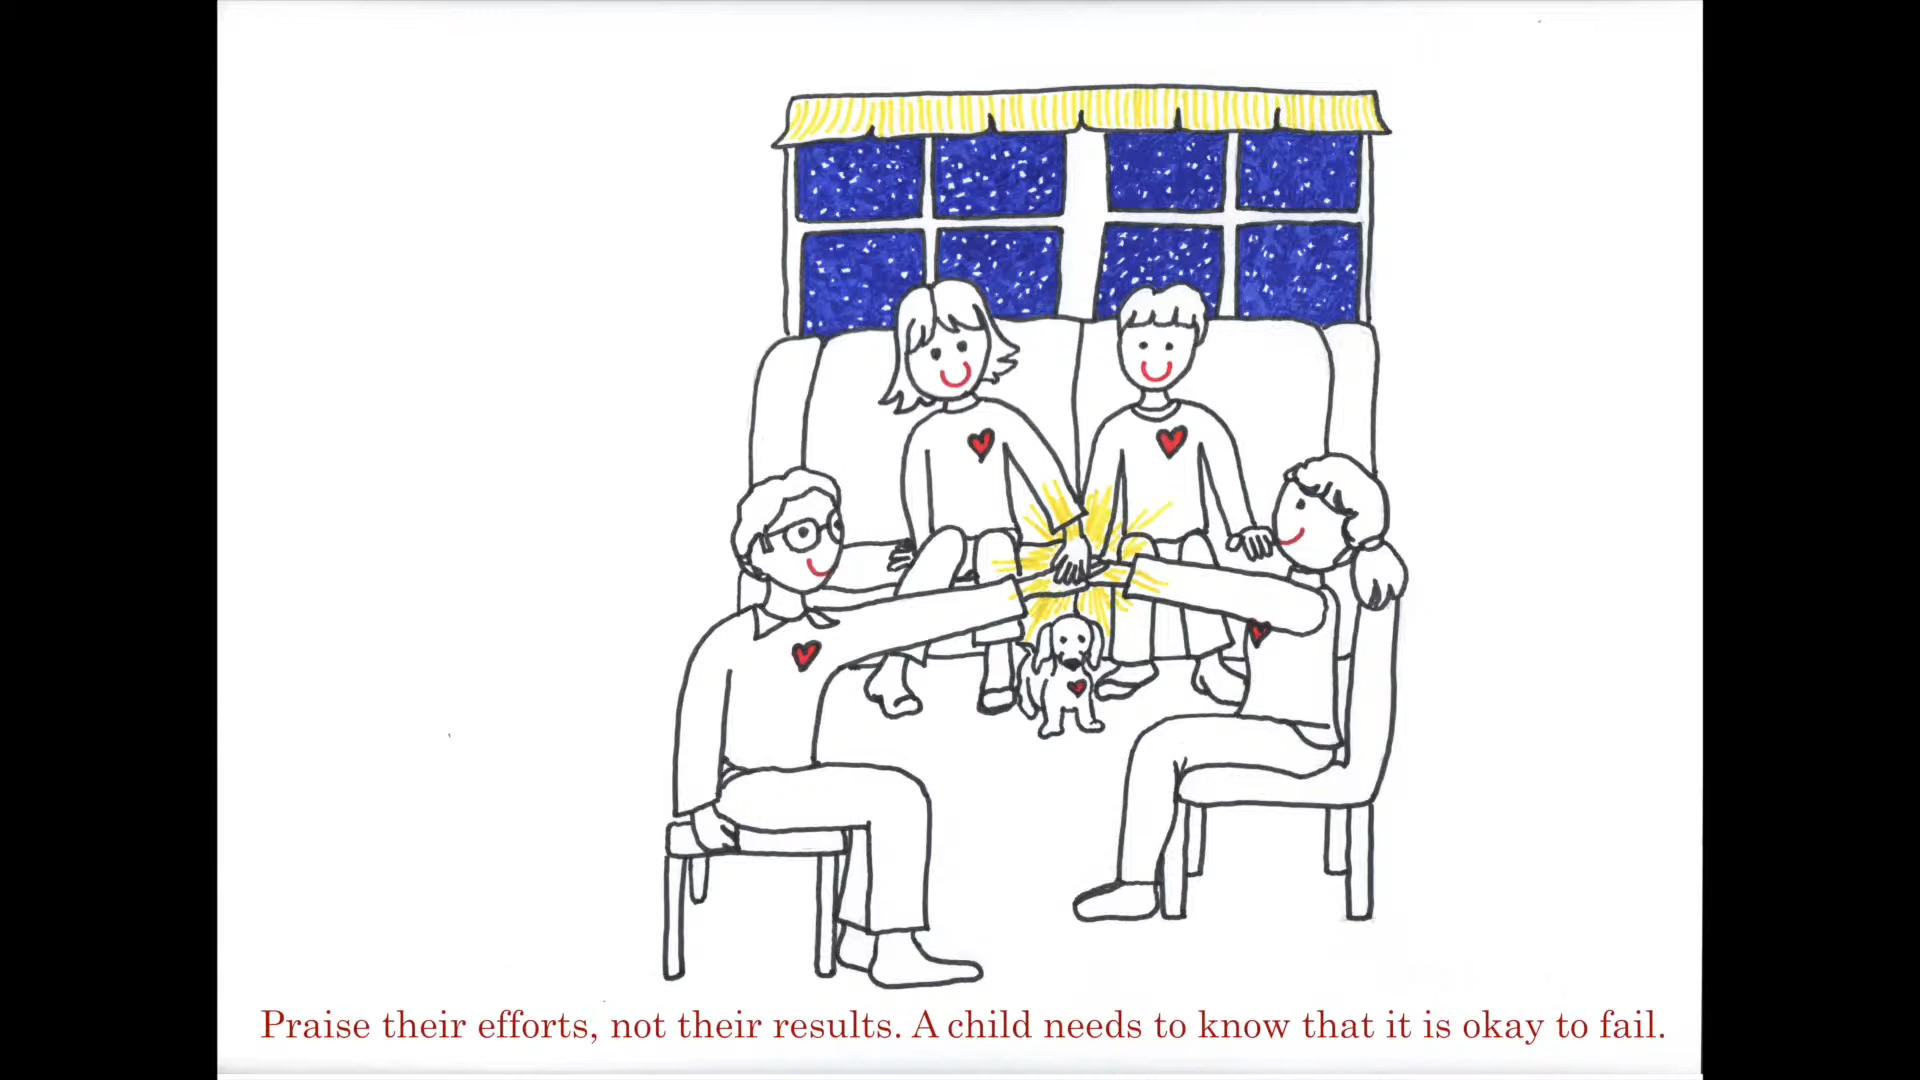 Praise their efforts, not their results. A child needs to know that it is okay to fail.